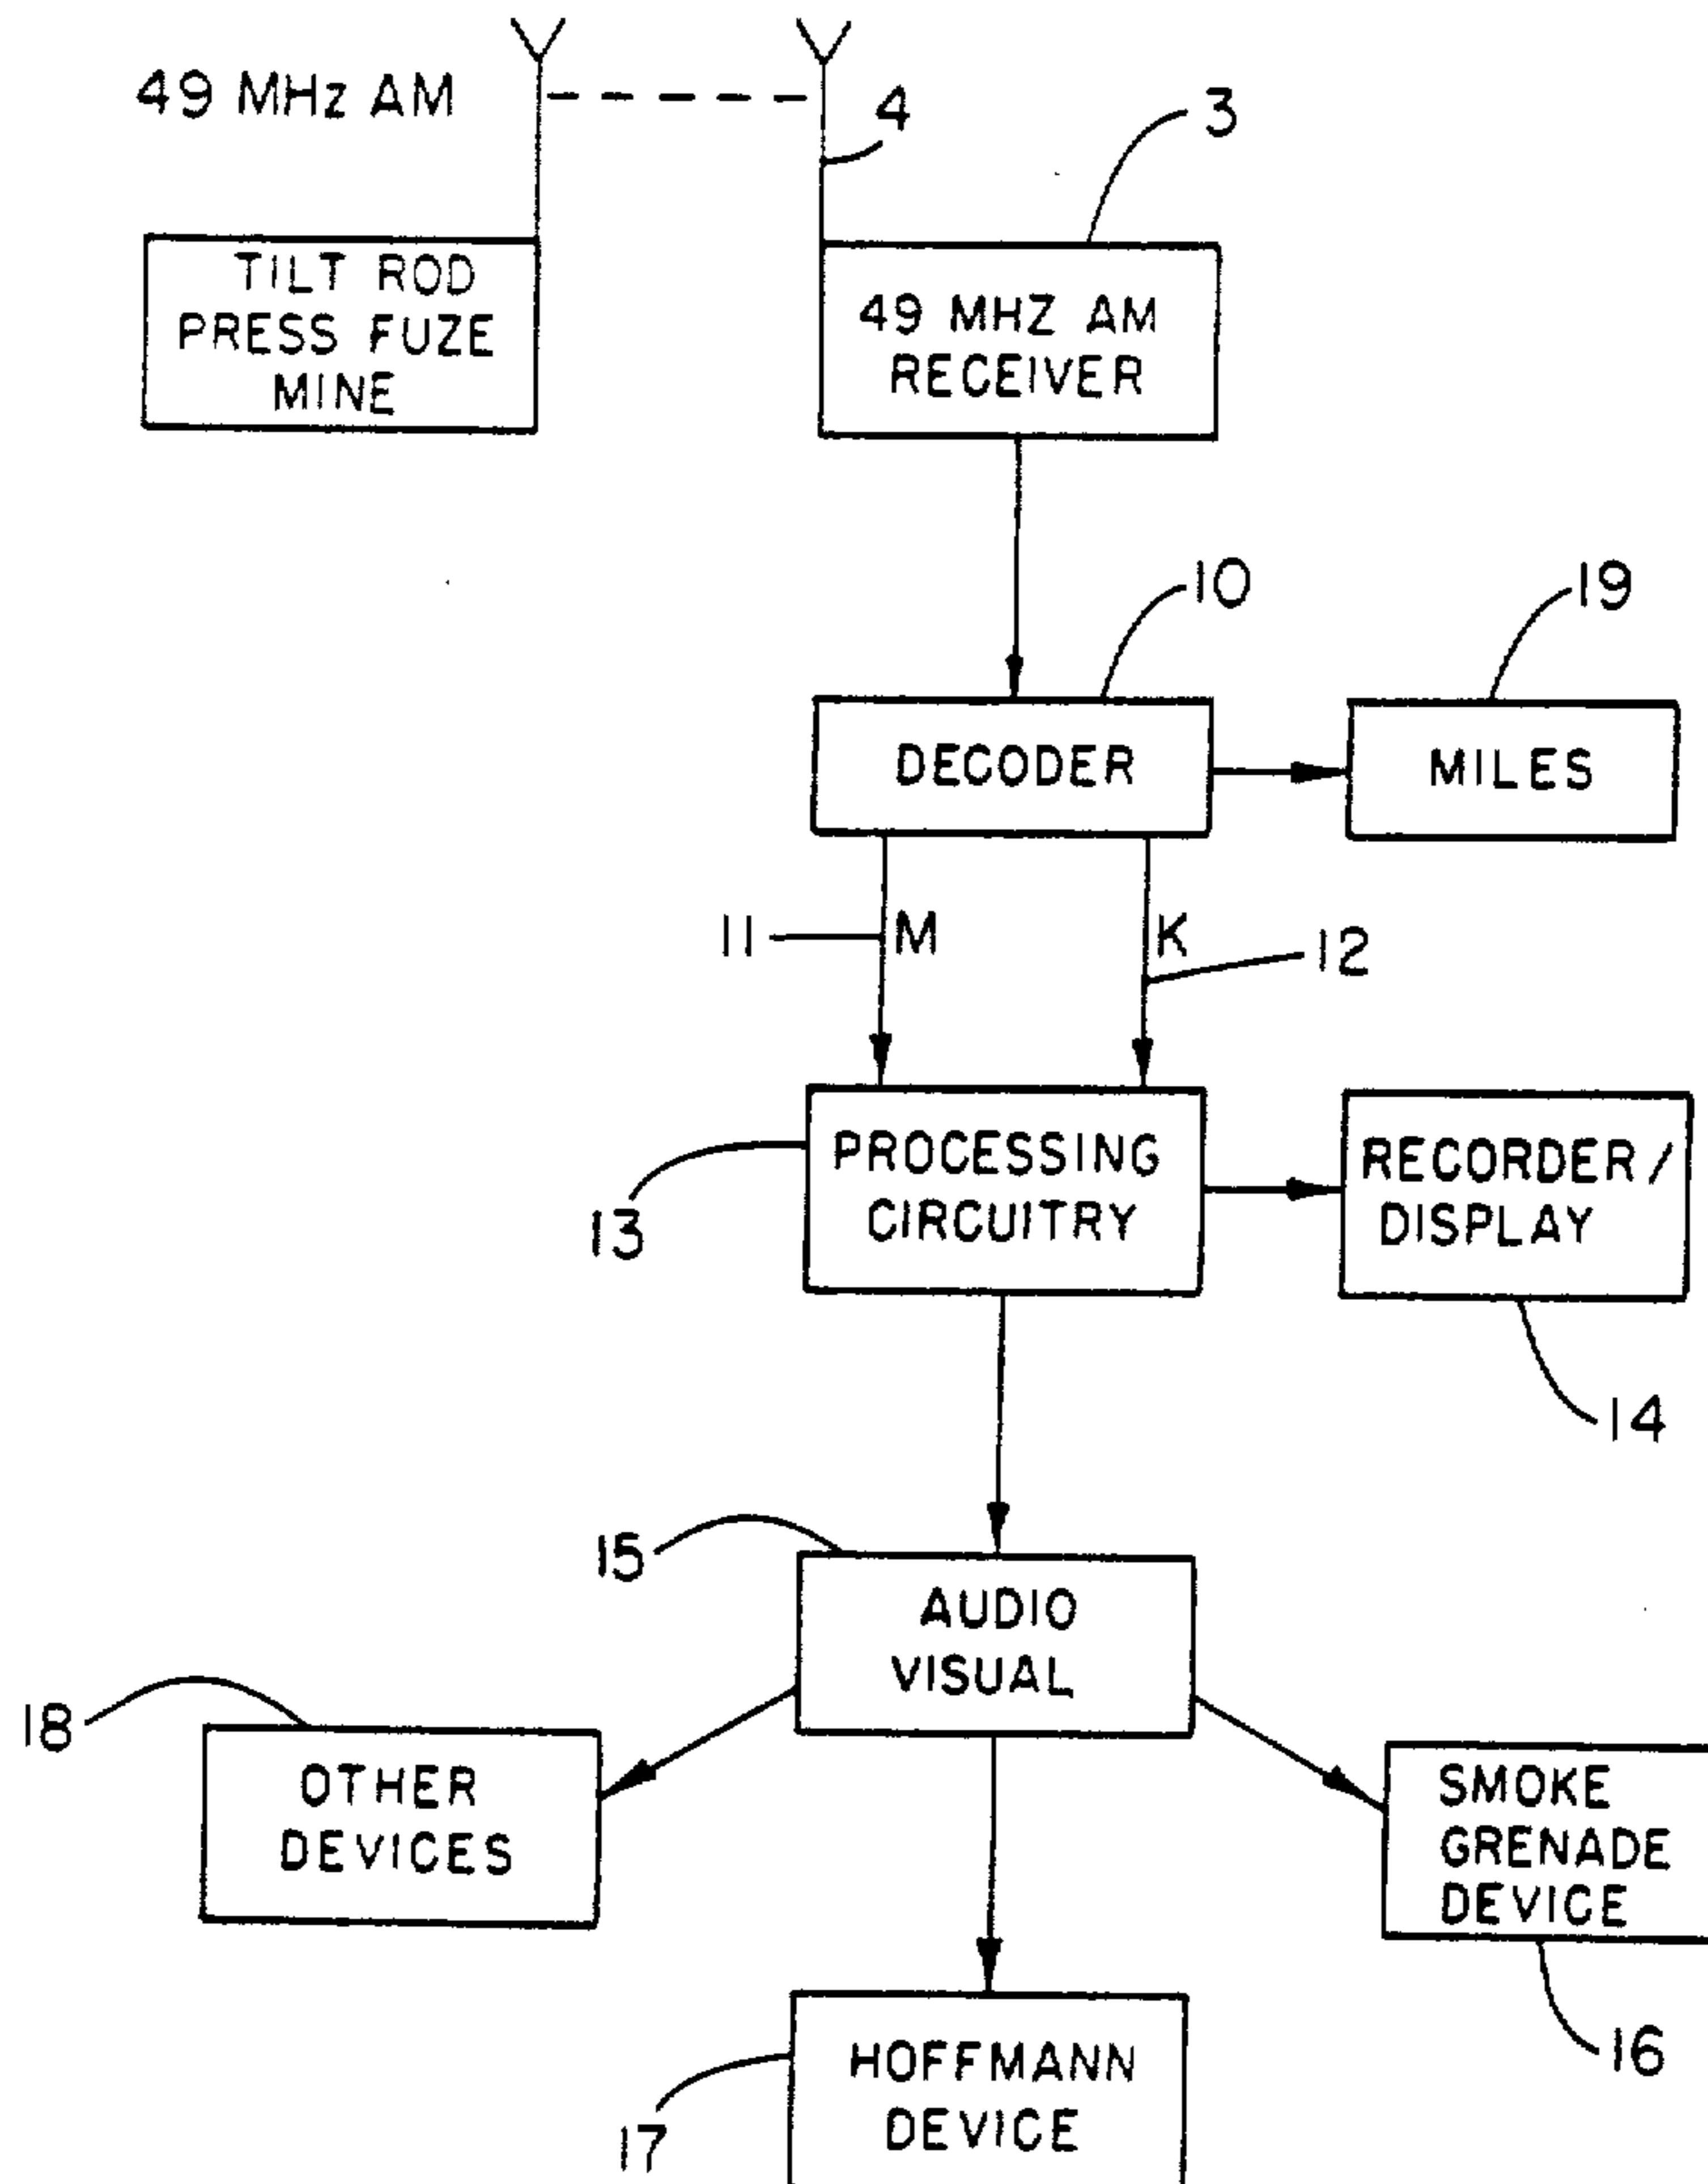 49 MHz AM
4
3
TILT ROD
PRESS FUZE
MINE
49 MHZ AM
RECEIVER
10
19
DECODER
MILES
11
M
K
12
PROCESSING
CIRCUITRY
RECORDER/
DISPLAY
13
14
15
AUDIO
VISUAL
18
OTHER
DEVICES
SMOKE
GRENADE
DEVICE
16
HOFFMANN
DEVICE
17